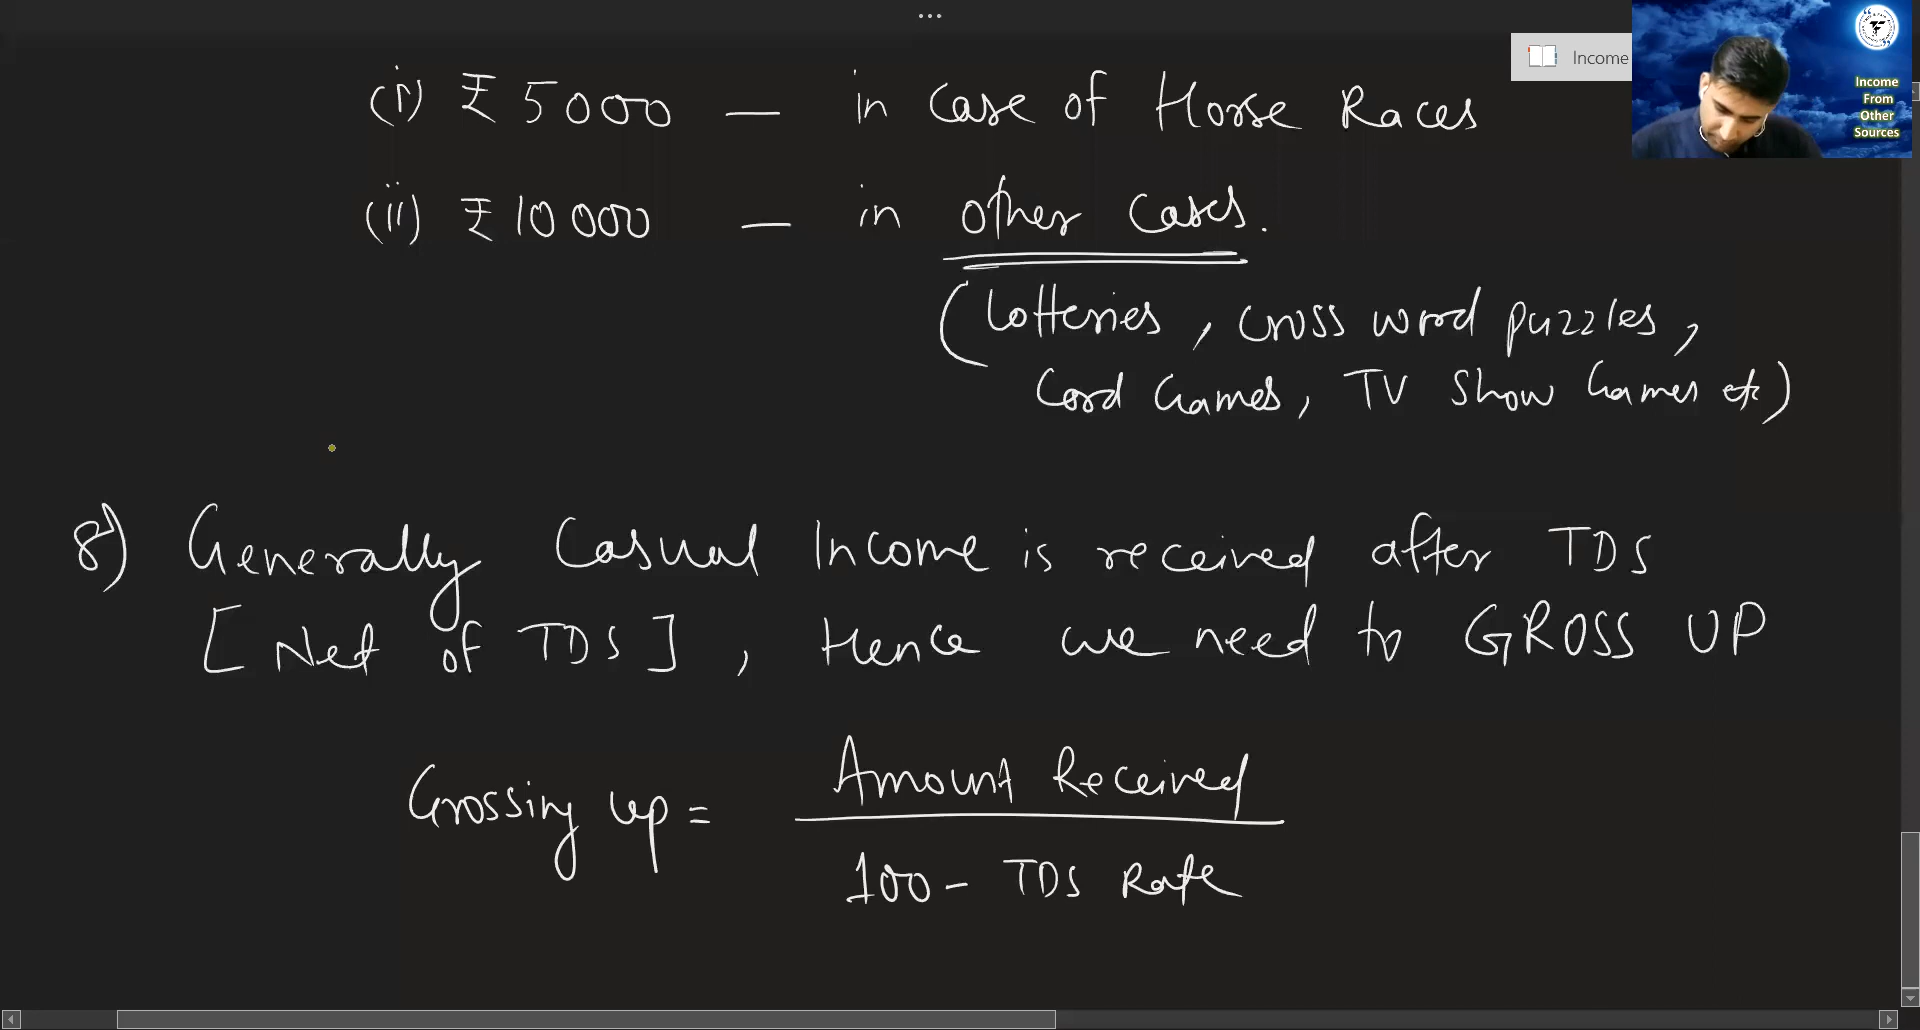 ...
Income
Income
From
Other
Sources
(i) ₹ 5000 — in case of Horse Races
(ii) ₹ 10000 — in other cases.
(Lotteries, cross word puzzles,
Card Games, TV Show Games etc)
8) Generally Casual Income is received after TDS
[Net of TDS], Hence we need to GROSS UP
Grossing up = Amount Received
100 - TDS Rate